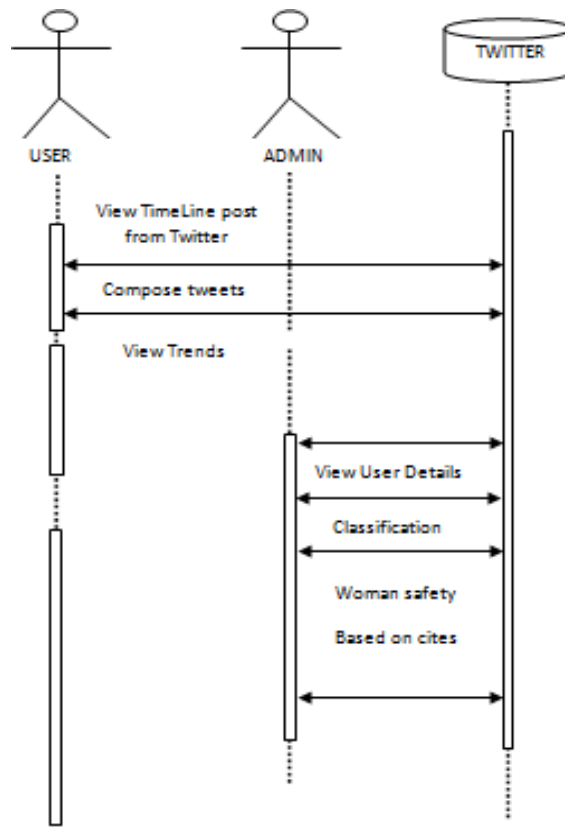 TWITTER
USER
ADMIN
View TimeLine post
from Twitter
Compose tweets
View Trends
View User Details
Classification
Woman safety
Based on cites